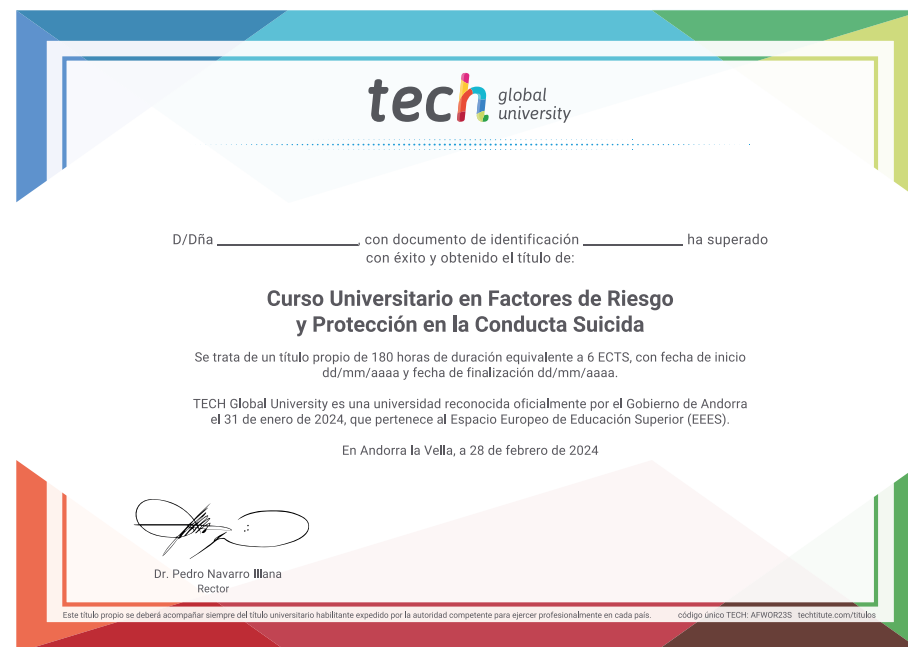 tech global university
D/Dña ____________, con documento de identificación ____________ ha superado
con éxito y obtenido el título de:
Curso Universitario en Factores de Riesgo
y Protección en la Conducta Suicida
Se trata de un título propio de 180 horas de duración equivalente a 6 ECTS, con fecha de inicio
dd/mm/aaaa y fecha de finalización dd/mm/aaaa.
TECH Global University es una universidad reconocida oficialmente por el Gobierno de Andorra
el 31 de enero de 2024, que pertenece al Espacio Europeo de Educación Superior (EEES).
En Andorra la Vella, a 28 de febrero de 2024
Dr. Pedro Navarro Illana
Rector
Este título propio se deberá acompañar siempre del título universitario habilitante expedido por la autoridad competente para ejercer profesionalmente en cada país. código único TECH: AFWOR23S techtitute.com/titulos